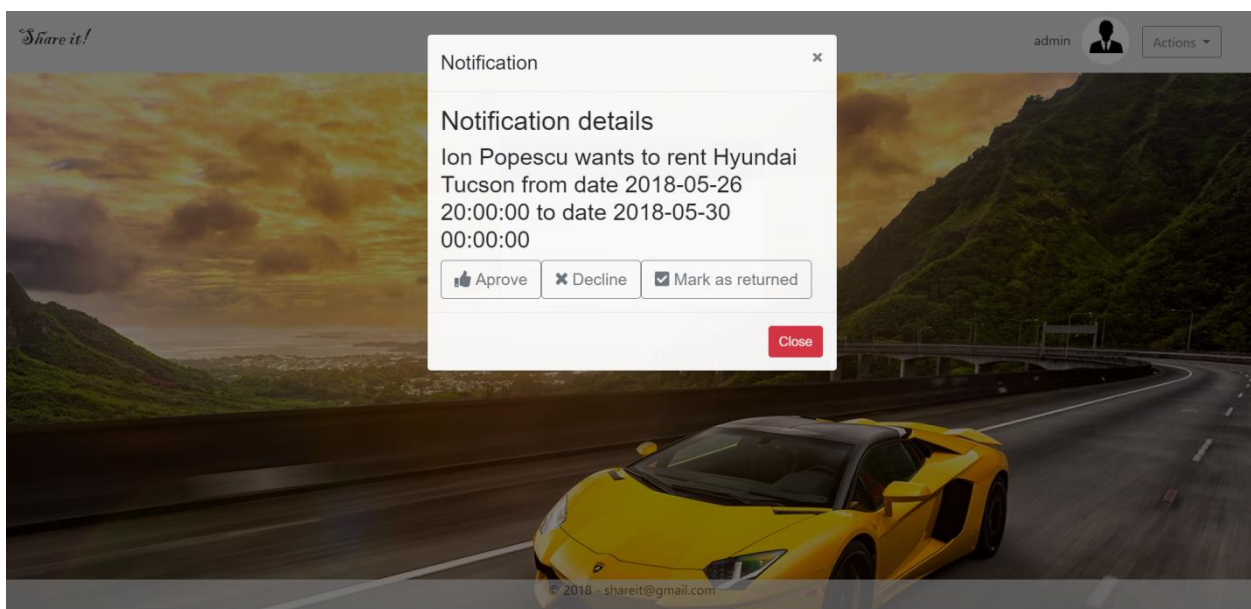 Share it!
admin
Actions
Notification
×
Notification details
Ion Popescu wants to rent Hyundai
Tucson from date 2018-05-26
20:00:00 to date 2018-05-30
00:00:00
Aprove
Decline
Mark as returned
Close
© 2018 - shareit@gmail.com